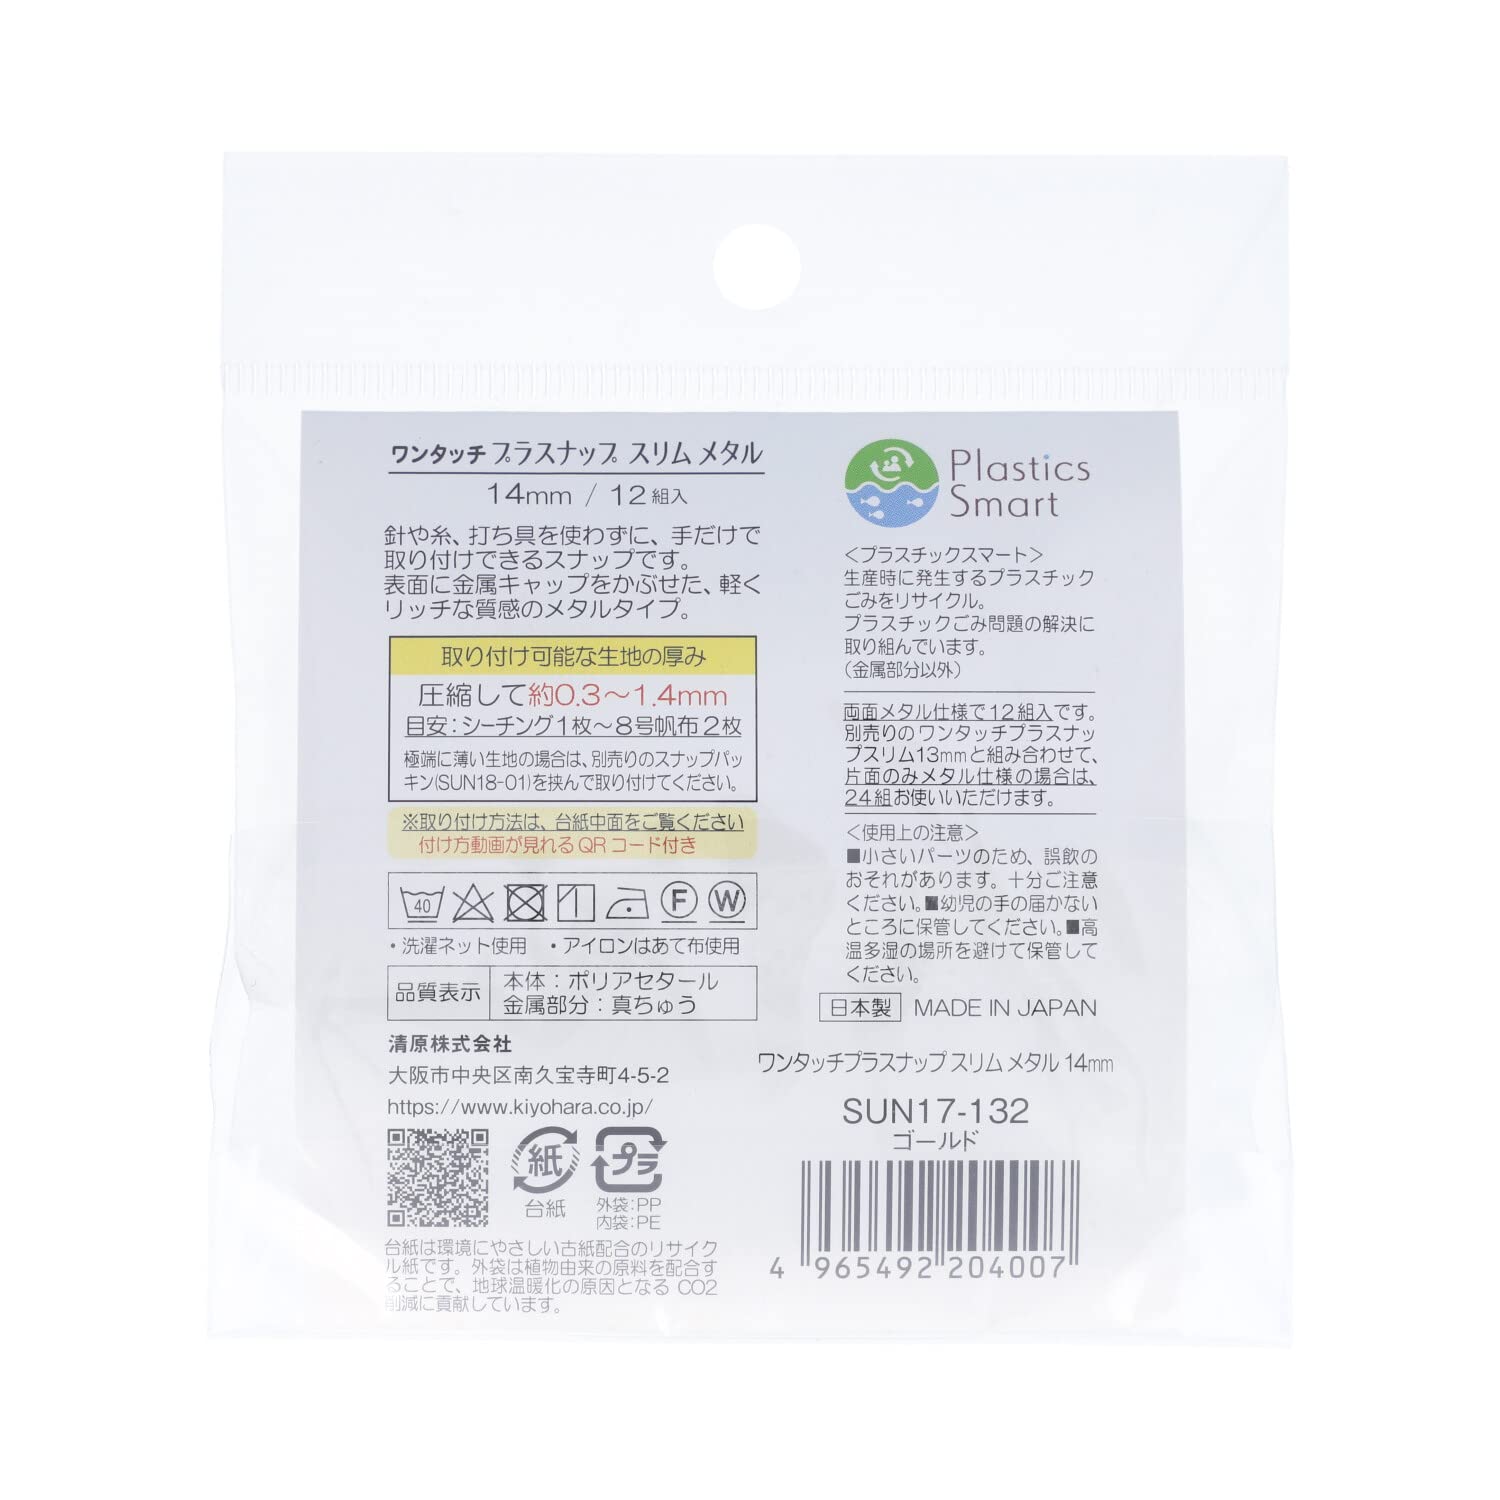 ワンタッチ プラスナップ スリム メタル
14mm / 12 組入
針や糸、打ち具を使わずに、手だけで
取り付けできるスナップです。
表面に金属キャップをかぶせた、軽く
リッチな質感のメタルタイプ。
取り付け可能な生地の厚み
圧縮して約0.3～1.4mm
目安：シーチング1枚～8号帆布2枚
極端に薄い生地の場合は、別売りのスナップパッ
キン(SUN18-01)を挟んで取り付けてください。
※取り付け方法は、台紙中面をご覧ください
付け方動画が見れるQRコード付き
40 F W
・洗濯ネット使用 ・アイロンはあて布使用
品質表示
本体：ポリアセタール
金属部分：真ちゅう
清原株式会社
大阪市中央区南久宝寺町4-5-2
https://www.kiyohara.co.jp/
紙 プラ
台紙
外袋:PP
内袋:PE
台紙は環境にやさしい古紙配合のリサイク
ル紙です。外袋は植物由来の原料を配合す
ることで、地球温暖化の原因となる CO2
削減に貢献しています。
Plastics
Smart
＜プラスチックスマート＞
生産時に発生するプラスチック
ごみをリサイクル。
プラスチックごみ問題の解決に
取り組んでいます。
（金属部分以外）
両面メタル仕様で12組入です。
別売りのワンタッチプラスナッ
プスリム13mmと組み合わせて、
片面のみメタル仕様の場合は、
24組お使いいただけます。
＜使用上の注意＞
■小さいパーツのため、誤飲の
おそれがあります。十分ご注意
ください。■幼児の手の届かない
ところに保管してください。■高
温多湿の場所を避けて保管して
ください。
日本製 MADE IN JAPAN
ワンタッチプラスナップ スリム メタル 14mm
SUN17-132
ゴールド
4 965492 204007